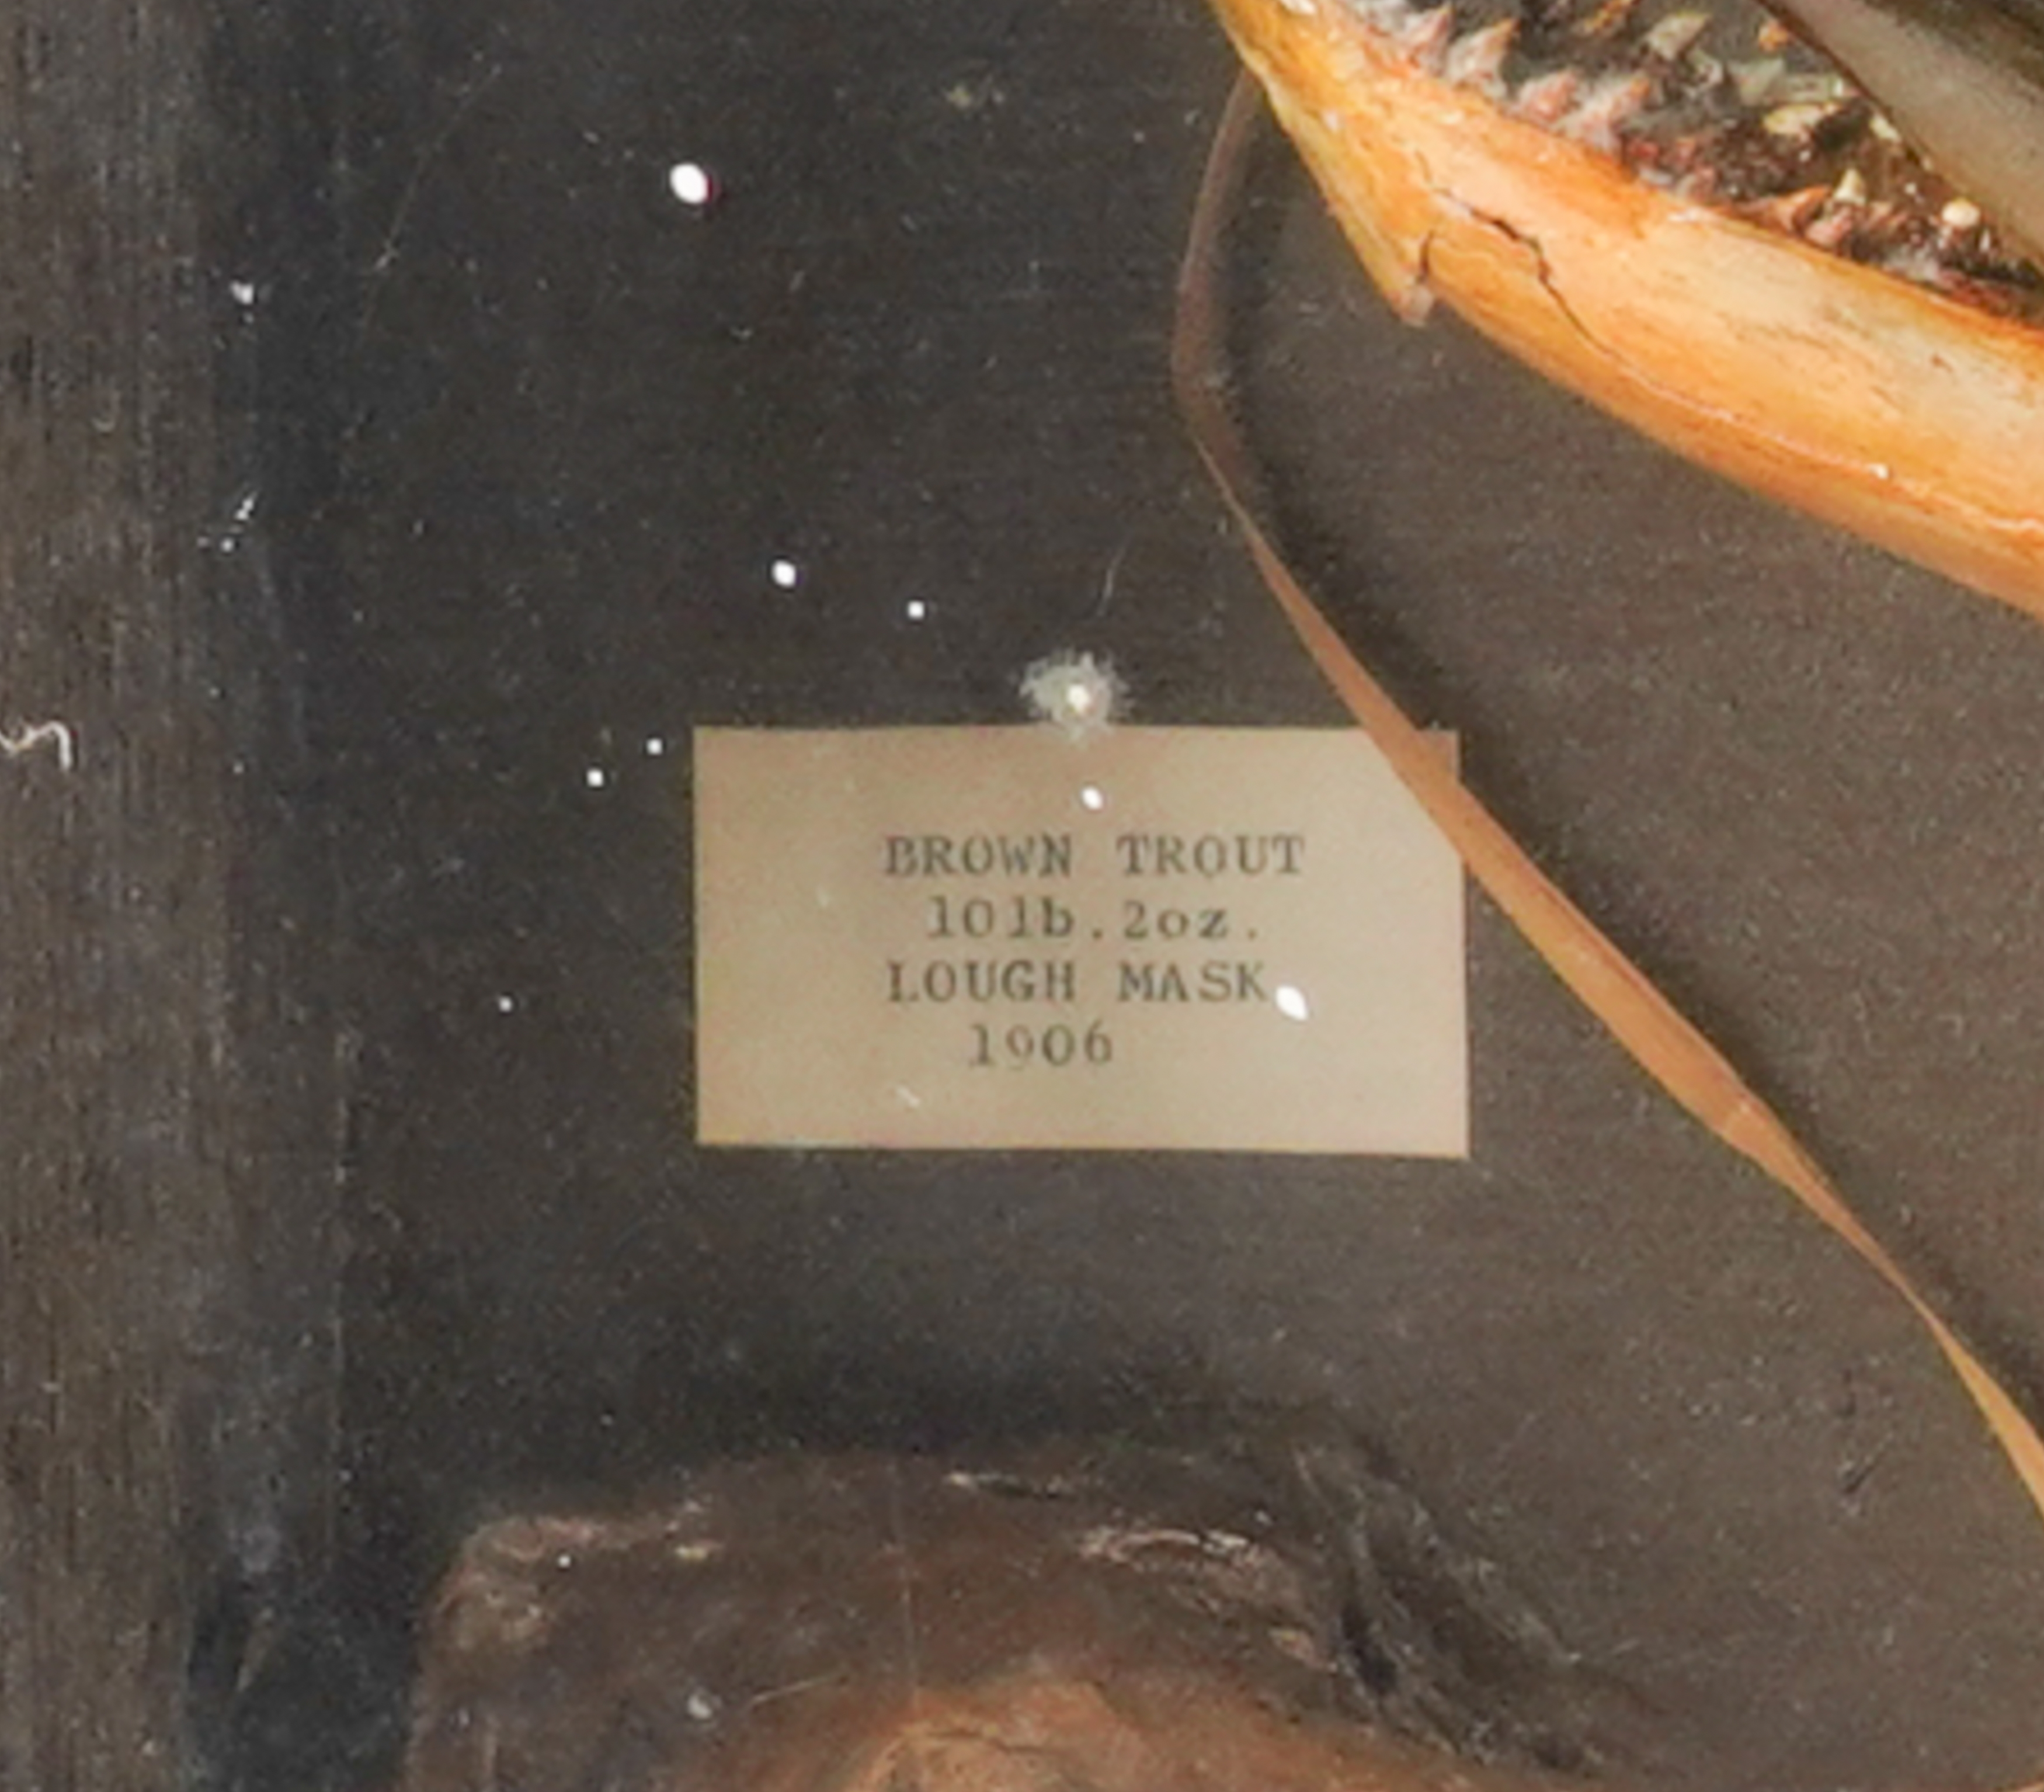 BROWN TROUT
10lb.2oz.
LOUGH MASK
1906